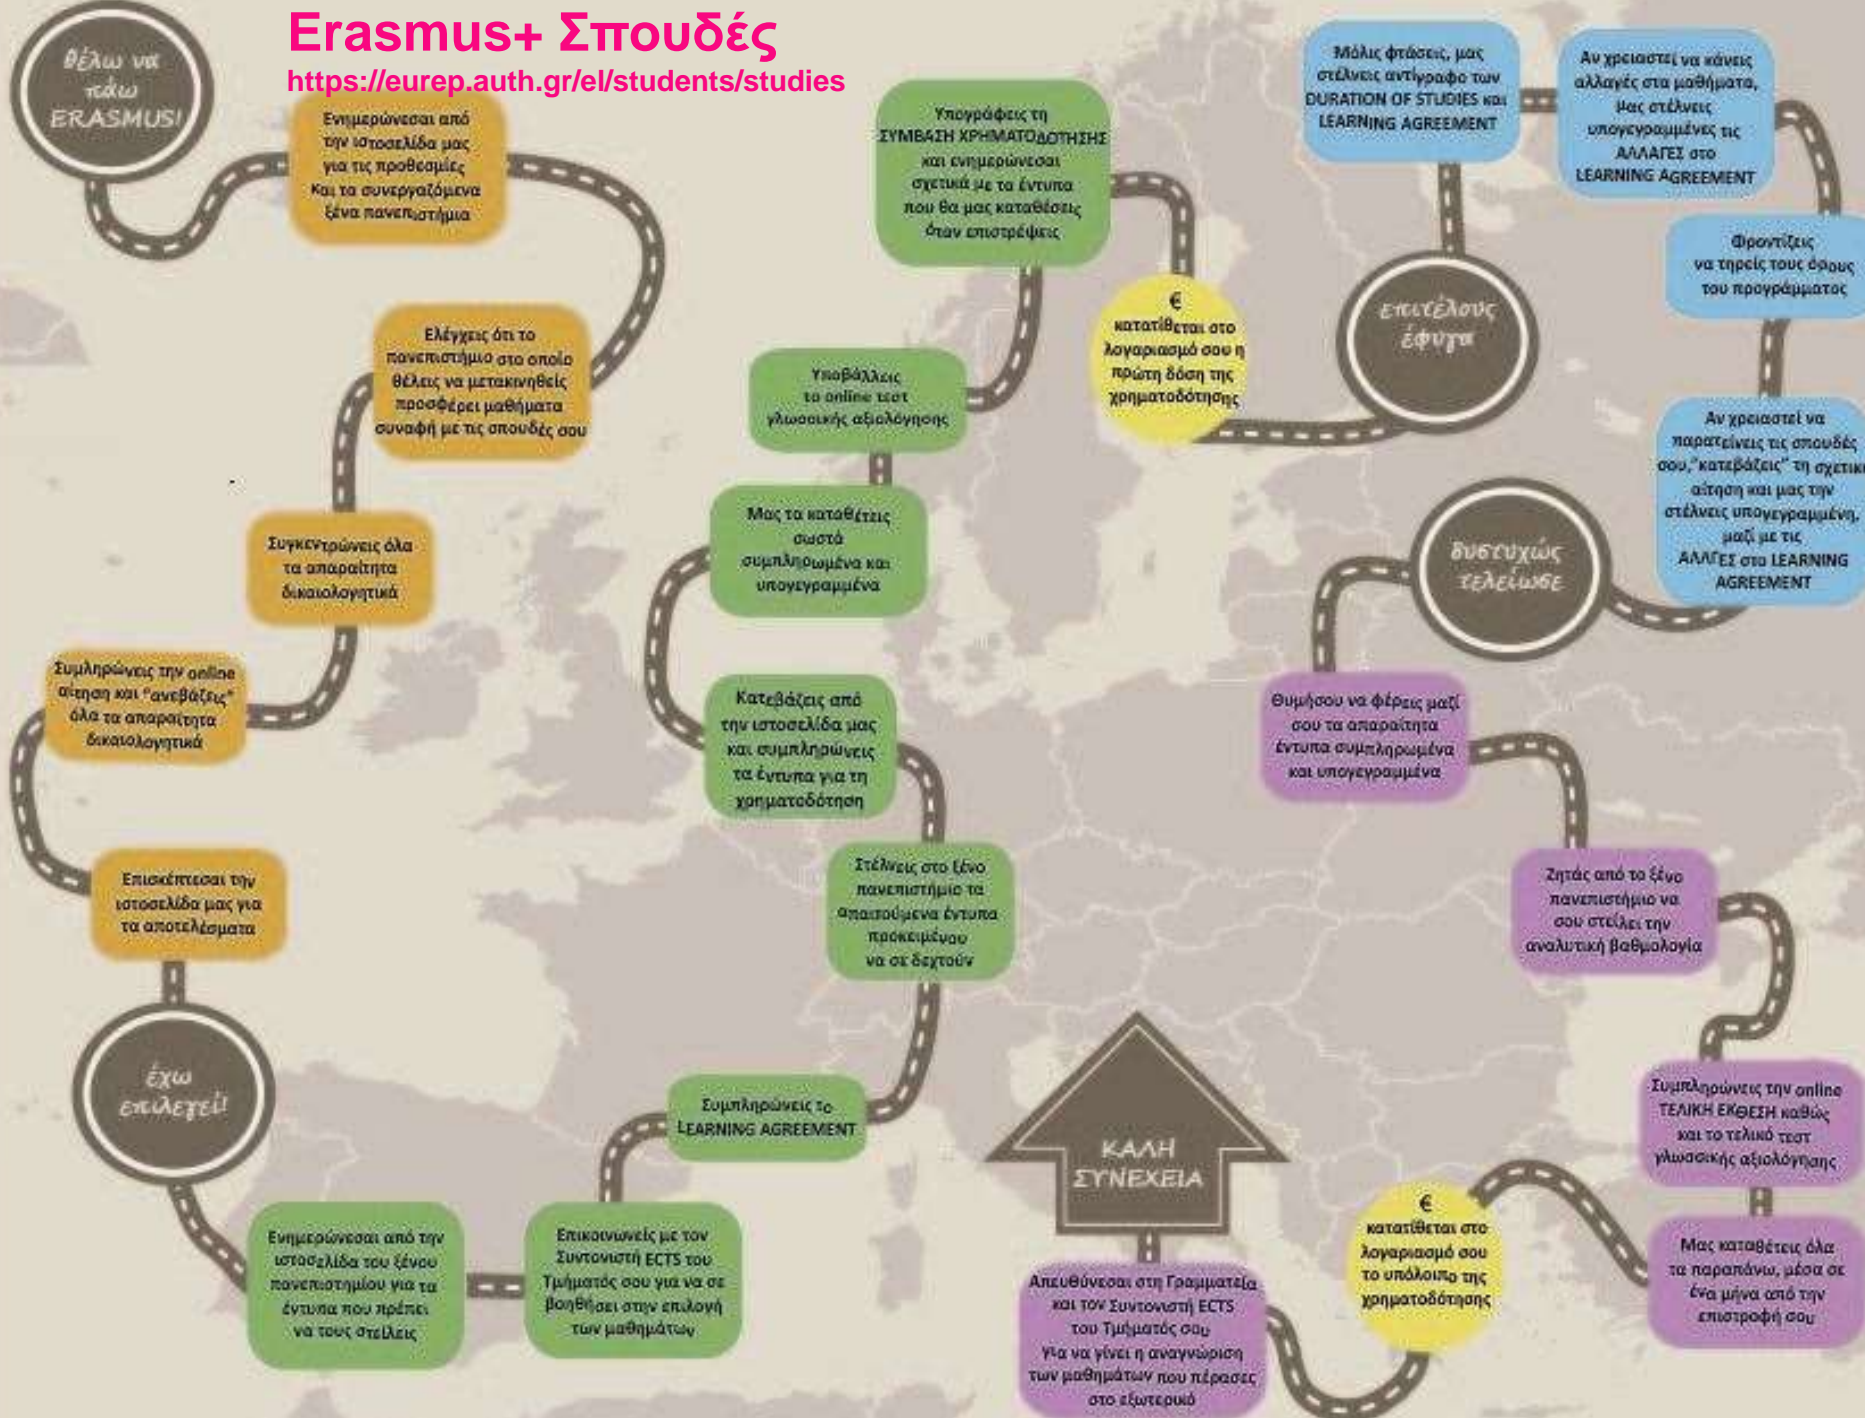 Erasmus+ Σπουδές
https://eurep.auth.gr/el/students/studies
θέλω να
πάω
ERASMUS!
Ενημερώνεσαι από
την ιστοσελίδα μας
για τις προθεσμίες
και τα συνεργαζόμενα
ξένα πανεπιστήμια
Ελέγχεις ότι το
πανεπιστήμιο στο οποίο
θέλεις να μετακινηθείς
προσφέρει μαθήματα
συναφή με τις σπουδές σου
Συγκεντρώνεις όλα
τα απαραίτητα
δικαιολογητικά
Συμληρώνεις την online
αίτηση και "ανεβάζεις"
όλα τα απαραίτητα
δικαιολογητικά
Επισκέπτεσαι την
ιστοσελίδα μας για
τα αποτελέσματα
έχω
επιλεγεί!
Ενημερώνεσαι από την
ιστοσελίδα του ξένου
πανεπιστημίου για τα
έντυπα που πρέπει
να τους στείλεις
Επικοινωνείς με τον
Συντονιστή ECTS του
Τμήματός σου για να σε
βοηθήσει στην επιλογή
των μαθημάτων
Συμπληρώνεις το
LEARNING AGREEMENT
Στέλνεις στο ξένο
πανεπιστήμιο τα
απαιτούμενα έντυπα
προκειμένου
να σε δεχτούν
Κατεβάζεις από
την ιστοσελίδα μας
και συμπληρώνεις
τα έντυπα για τη
χρηματοδότηση
Μας τα καταθέτεις
σωστά
συμπληρωμένα και
υπογεγραμμένα
Υποβάλλεις
το online τεστ
γλωσσικής αξιολόγησης
Υπογράφεις τη
ΣΥΜΒΑΣΗ ΧΡΗΜΑΤΟΔΟΤΗΣΗΣ
και ενημερώνεσαι
σχετικά με τα έντυπα
που θα μας καταθέσεις
όταν επιστρέψεις
€
κατατίθεται στο
λογαριασμό σου η
πρώτη δόση της
χρηματοδότησης
επιτέλους
έφυγα
Μόλις φτάσεις, μας
στέλνεις αντίγραφο των
DURATION OF STUDIES και
LEARNING AGREEMENT
Αν χρειαστεί να κάνεις
αλλαγές στα μαθήματα,
μας στέλνεις
υπογεγραμμένες τις
ΑΛΛΑΓΕΣ στο
LEARNING AGREEMENT
Φροντίζεις
να τηρείς τους όρους
του προγράμματος
Αν χρειαστεί να
παρατείνεις τις σπουδές
σου,"κατεβάζεις" τη σχετική
αίτηση και μας την
στέλνεις υπογεγραμμένη,
μαζί με τις
ΑΛΛΓΕΣ στο LEARNING
AGREEMENT
δυστυχώς
τελείωσε
Θυμήσου να φέρεις μαζί
σου τα απαραίτητα
έντυπα συμπληρωμένα
και υπογεγραμμένα
Ζητάς από το ξένο
πανεπιστήμιο να
σου στείλει την
αναλυτική βαθμολογία
Συμπληρώνεις την online
ΤΕΛΙΚΗ ΕΚΘΕΣΗ καθώς
και το τελικό τεστ
γλωσσικής αξιολόγησης
Μας καταθέτεις όλα
τα παραπάνω, μέσα σε
ένα μήνα από την
επιστροφή σου
€
κατατίθεται στο
λογαριασμό σου
το υπόλοιπο της
χρηματοδότησης
Απευθύνεσαι στη Γραμματεία
και τον Συντονιστή ECTS
του Τμήματός σου
για να γίνει η αναγνώριση
των μαθημάτων που πέρασες
στο εξωτερικό
ΚΑΛΗ
ΣΥΝΕΧΕΙΑ